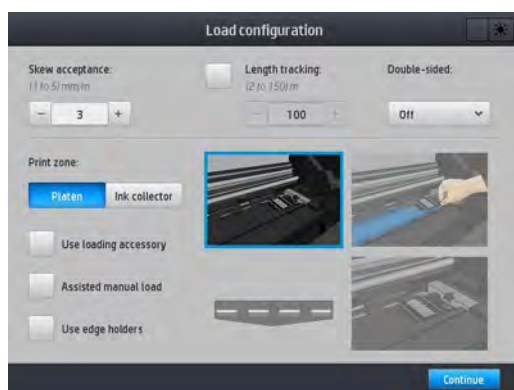 Load configuration
Skew acceptance:
(1 to 5) mm/m
- 3 +
Length tracking:
(2 to 150) m
- 100 +
Double-sided:
Off
Print zone:
Platen
Ink collector
Use loading accessory
Assisted manual load
Use edge holders
Continue